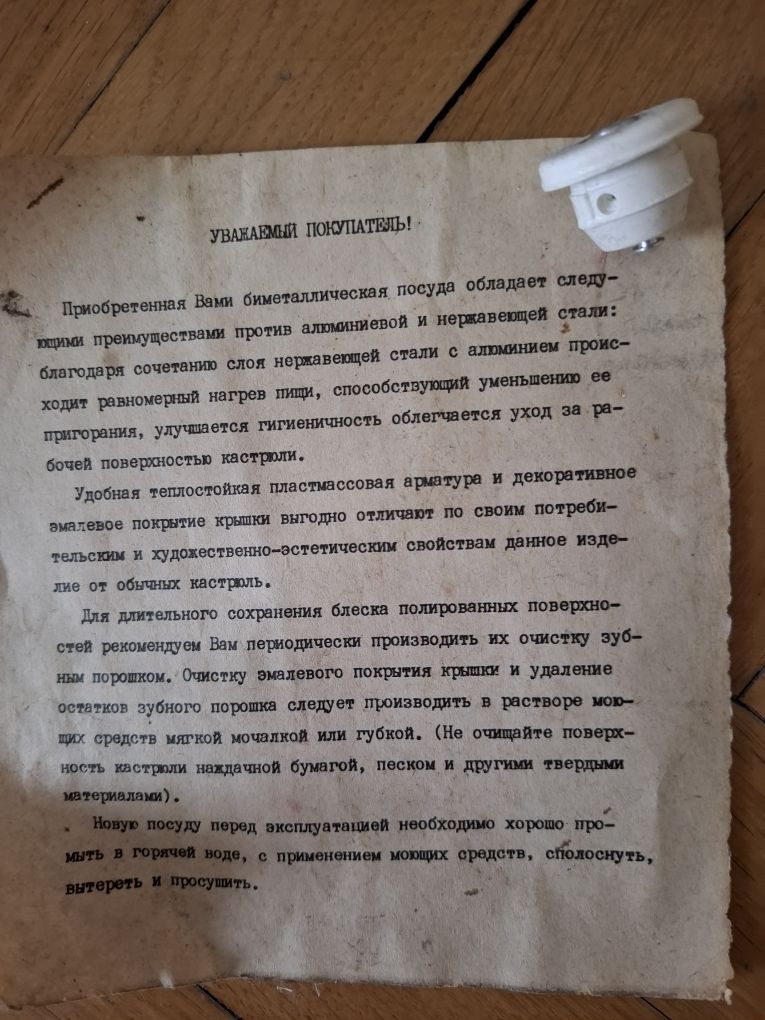 УВАЖАЕМЫЙ ПОКУПАТЕЛЬ!
Приобретенная Вами биметаллическая посуда обладает следу-
ющими преимуществами против алюминиевой и нержавеющей стали:
благодаря сочетанию слоя нержавеющей стали с алюминием проис-
ходит равномерный нагрев пищи, способствующий уменьшению ее
пригорания, улучшается гигиеничность облегчается уход за ра-
бочей поверхностью кастрюли.
Удобная теплостойкая пластмассовая арматура и декоративное
эмалевое покрытие крышки выгодно отличают по своим потреби-
тельским и художественно-эстетическим свойствам данное изде-
лие от обычных кастрюль.
Для длительного сохранения блеска полированных поверхно-
стей рекомендуем Вам периодически производить их очистку зуб-
ным порошком. Очистку эмалевого покрытия крышки и удаление
остатков зубного порошка следует производить в растворе мою-
щих средств мягкой мочалкой или губкой. (Не очищайте поверх-
ность кастрюли наждачной бумагой, песком и другими твердыми
материалами).
Новую посуду перед эксплуатацией необходимо хорошо про-
мыть в горячей воде, с применением моющих средств, сполоснуть,
вытереть и просушить.